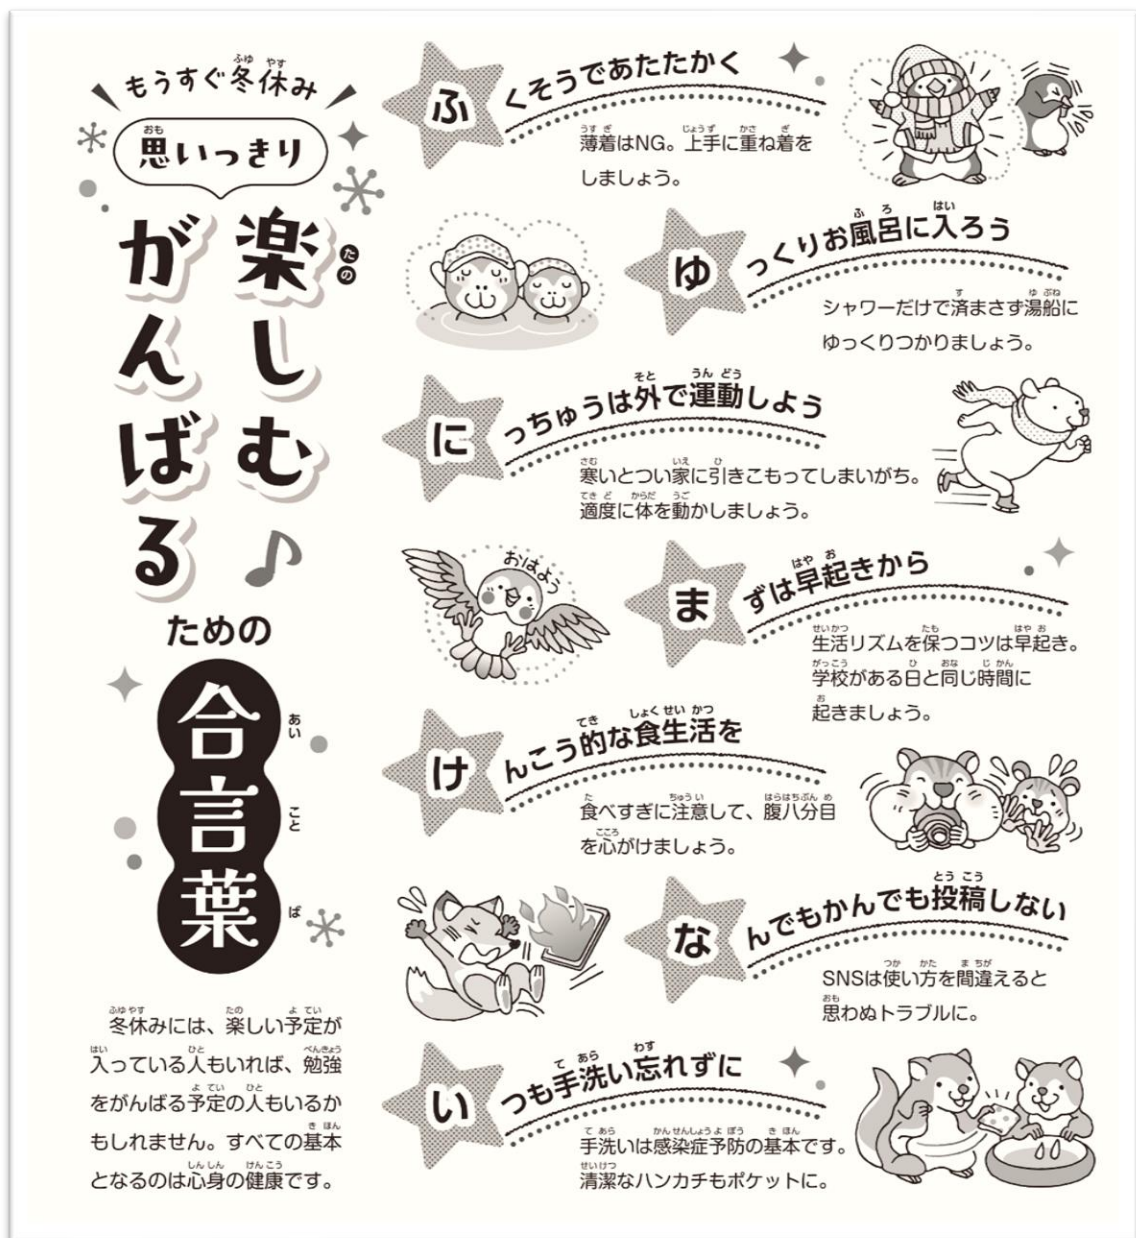 もうすぐ冬休み
思いっきり
楽しむ
がんばる
ための
合言葉
冬休みには、楽しい予定が
入っている人もいれば、勉強
をがんばる予定の人もいるか
もしれません。すべての基本
となるのは心身の健康です。
ふくそうであたたかく
薄着はNG。上手に重ね着を
しましょう。
ゆっくりお風呂に入ろう
シャワーだけで済まさず湯船に
ゆっくりつかりましょう。
にっちゅうは外で運動しよう
寒いとつい家に引きこもってしまいがち。
適度に体を動かしましょう。
おはよう
まずは早起きから
生活リズムを保つコツは早起き。
学校がある日と同じ時間に
起きましょう。
けんこう的な食生活を
食べすぎに注意して、腹八分目
を心がけましょう。
なんでもかんでも投稿しない
SNSは使い方を間違えると
思わぬトラブルに。
いつも手洗い忘れずに
手洗いは感染症予防の基本です。
清潔なハンカチもポケットに。